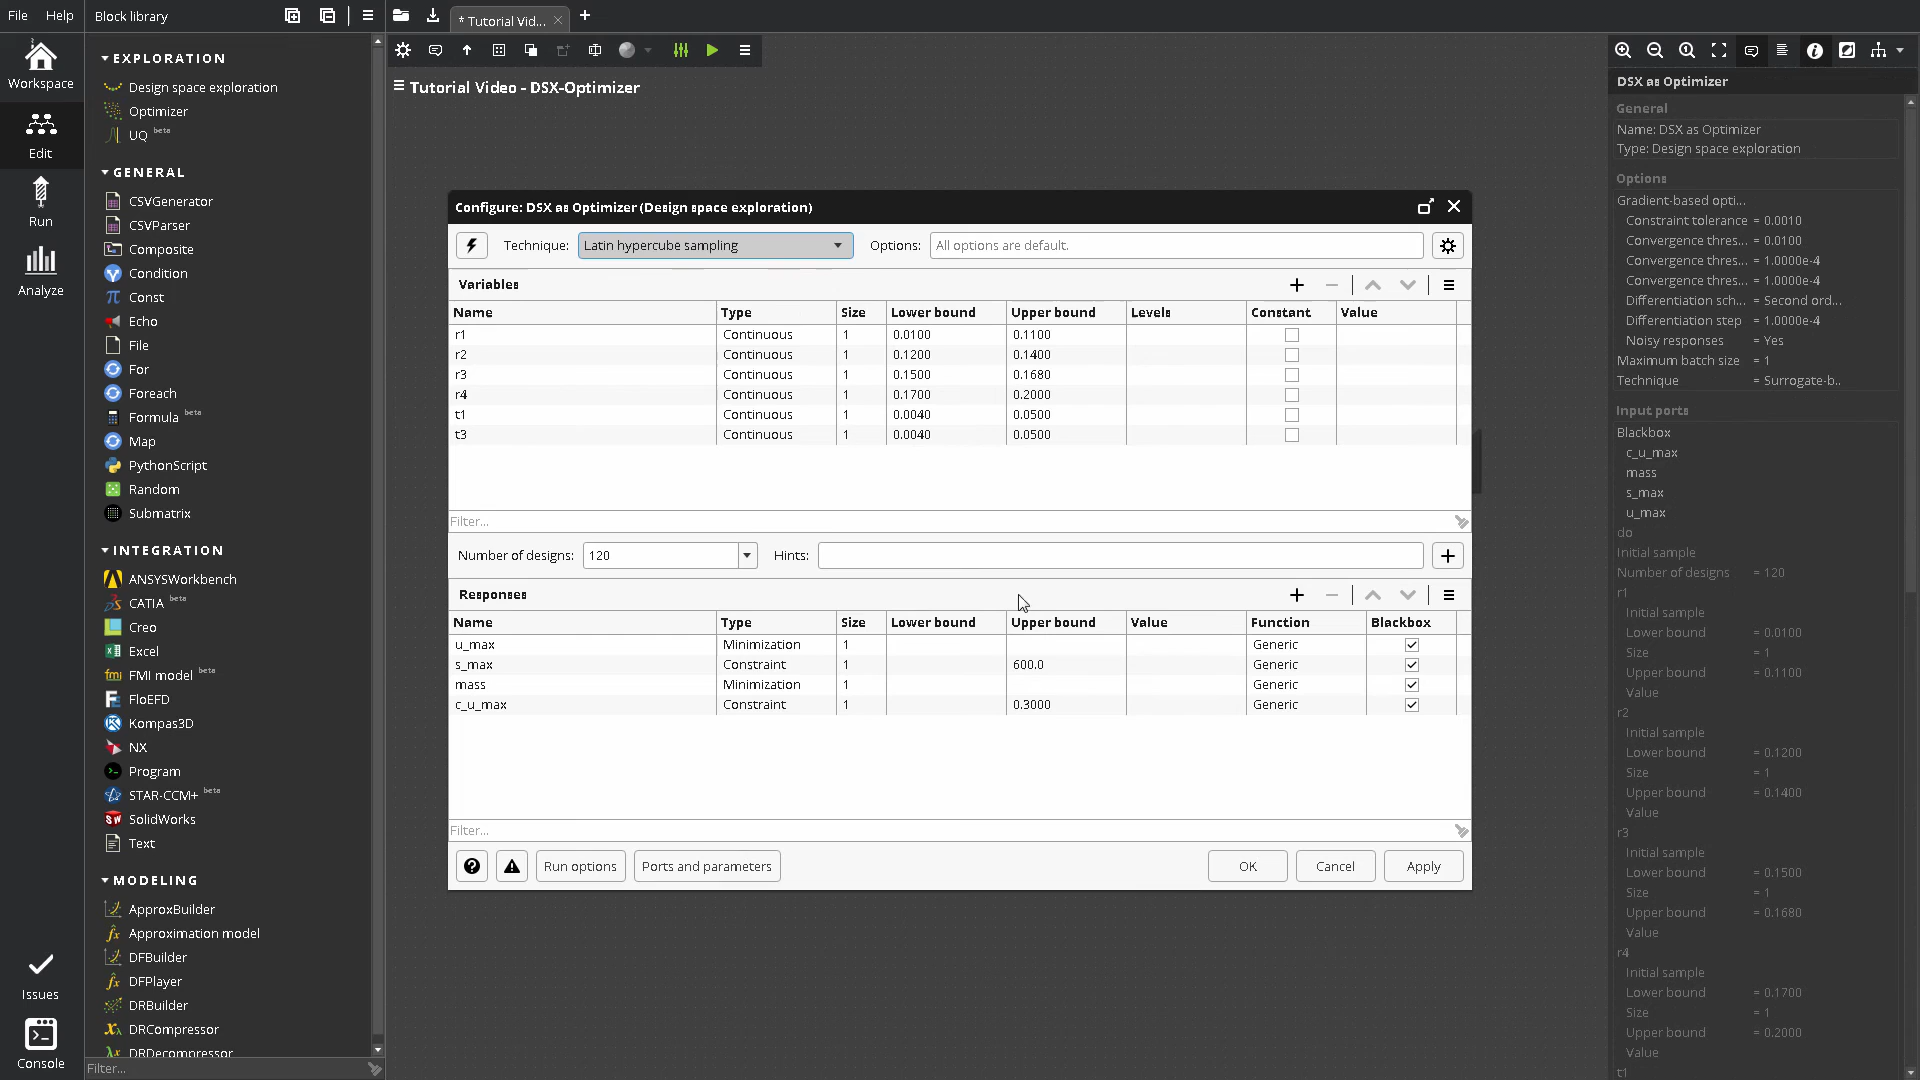 File Help
Block library
* Tutorial Vid...
Workspace
Edit
Run
Analyze
Issues
Console
EXPLORATION
Design space exploration
Optimizer
UQ beta
GENERAL
CSVGenerator
CSVParser
Composite
Condition
Const
Echo
File
For
Foreach
Formula beta
Map
PythonScript
Random
Submatrix
INTEGRATION
ANSYSWorkbench
CATIA beta
Creo
Excel
FMI model beta
FloEFD
Kompas3D
NX
Program
STAR-CCM+ beta
SolidWorks
Text
MODELING
ApproxBuilder
Approximation model
DFBuilder
DFPlayer
DRBuilder
DRCompressor
DRDecompressor
Filter...
Tutorial Video - DSX-Optimizer
Configure: DSX as Optimizer (Design space exploration)
Technique: Latin hypercube sampling Options: All options are default.
Variables
Name Type Size Lower bound Upper bound Levels Constant Value
r1 Continuous 1 0.0100 0.1100
r2 Continuous 1 0.1200 0.1400
r3 Continuous 1 0.1500 0.1680
r4 Continuous 1 0.1700 0.2000
t1 Continuous 1 0.0040 0.0500
t3 Continuous 1 0.0040 0.0500
Filter...
Number of designs: 120 Hints:
Responses
Name Type Size Lower bound Upper bound Value Function Blackbox
u_max Minimization 1 Generic
s_max Constraint 1 600.0 Generic
mass Minimization 1 Generic
c_u_max Constraint 1 0.3000 Generic
Filter...
Run options Ports and parameters OK Cancel Apply
DSX as Optimizer
General
Name: DSX as Optimizer
Type: Design space exploration
Options
Gradient-based opti...
Constraint tolerance = 0.0010
Convergence thres... = 0.0100
Convergence thres... = 1.0000e-4
Convergence thres... = 1.0000e-4
Differentiation sch... = Second ord...
Differentiation step = 1.0000e-4
Noisy responses = Yes
Maximum batch size = 1
Technique = Surrogate-b..
Input ports
Blackbox
c_u_max
mass
s_max
u_max
do
Initial sample
Number of designs = 120
r1
Initial sample
Lower bound = 0.0100
Size = 1
Upper bound = 0.1100
Value
r2
Initial sample
Lower bound = 0.1200
Size = 1
Upper bound = 0.1400
Value
r3
Initial sample
Lower bound = 0.1500
Size = 1
Upper bound = 0.1680
Value
r4
Initial sample
Lower bound = 0.1700
Size = 1
Upper bound = 0.2000
Value
t1